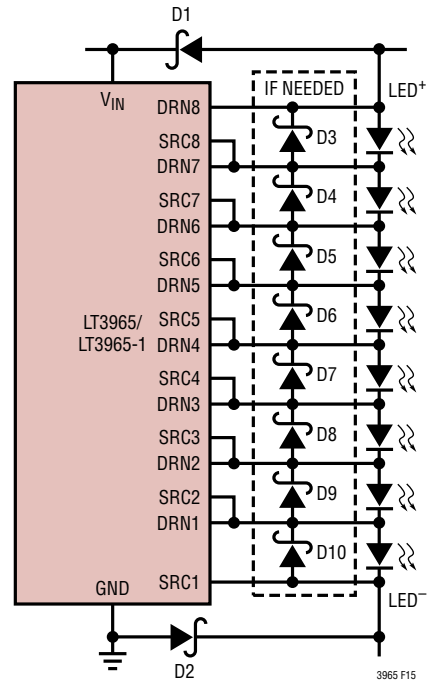 D1
IF NEEDED
LED+
VIN
DRN8
D3
SRC8
DRN7
D4
SRC7
DRN6
D5
SRC6
DRN5
D6
LT3965/
LT3965-1
SRC5
DRN4
D7
SRC4
DRN3
D8
SRC3
DRN2
D9
SRC2
DRN1
D10
GND
SRC1
LED–
D2
3965 F15